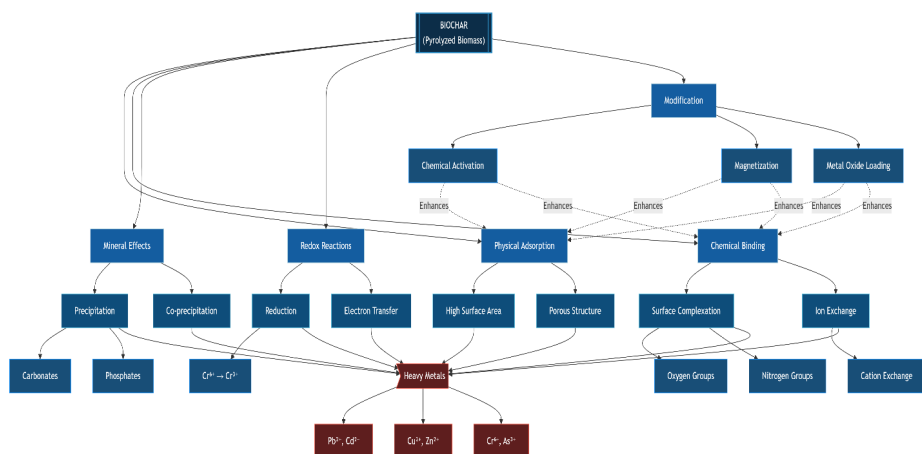 BIOCHAR
(Pyrolyzed Biomass)
Modification
Chemical Activation
Magnetization
Metal Oxide Loading
Enhances
Enhances
Enhances
Enhances
Enhances
Enhances
Mineral Effects
Redox Reactions
Physical Adsorption
Chemical Binding
Precipitation
Co-precipitation
Reduction
Electron Transfer
High Surface Area
Porous Structure
Surface Complexation
Ion Exchange
Carbonates
Phosphates
Cr⁶⁺ → Cr³⁺
Heavy Metals
Oxygen Groups
Nitrogen Groups
Cation Exchange
Pb²⁺, Cd²⁺
Cu²⁺, Zn²⁺
Cr⁶⁺, As³⁺